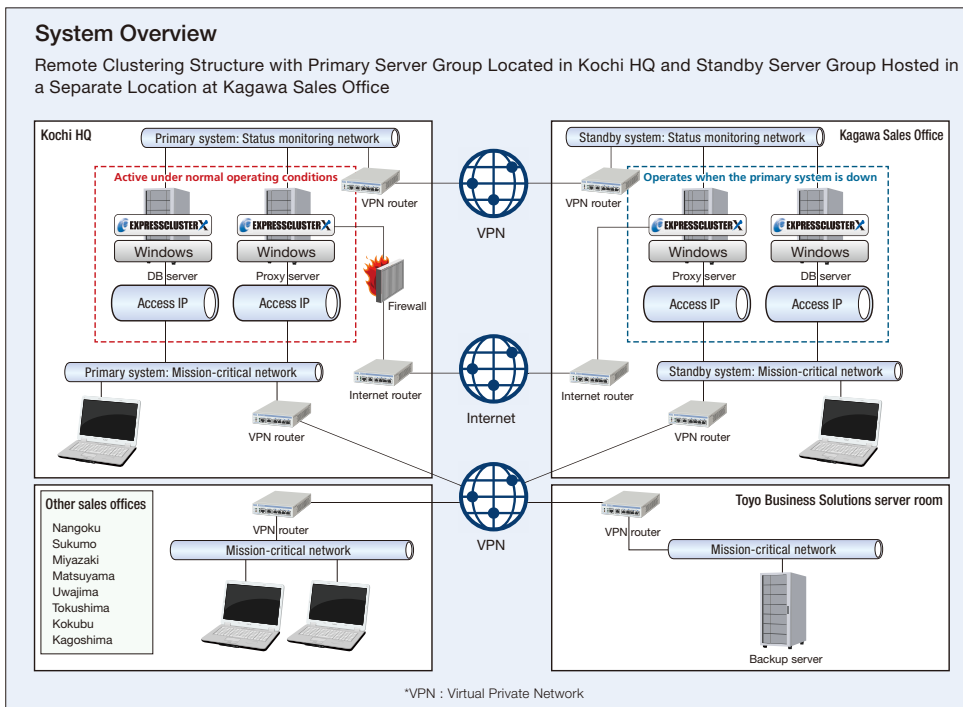 System Overview
Remote Clustering Structure with Primary Server Group Located in Kochi HQ and Standby Server Group Hosted in
a Separate Location at Kagawa Sales Office
Kochi HQ
Primary system: Status monitoring network
Active under normal operating conditions
VPN router
EXPRESSCLUSTER X
EXPRESSCLUSTER X
Windows
Windows
DB server
Proxy server
Access IP
Access IP
Firewall
Primary system: Mission-critical network
Internet router
VPN router
VPN
Internet
VPN
Kagawa Sales Office
Standby system: Status monitoring network
Operates when the primary system is down
VPN router
EXPRESSCLUSTER X
EXPRESSCLUSTER X
Windows
Windows
Proxy server
DB server
Access IP
Access IP
Standby system: Mission-critical network
Internet router
VPN router
Other sales offices
Nangoku
Sukumo
Miyazaki
Matsuyama
Uwajima
Tokushima
Kokubu
Kagoshima
VPN router
Mission-critical network
Toyo Business Solutions server room
VPN router
Mission-critical network
Backup server
*VPN : Virtual Private Network